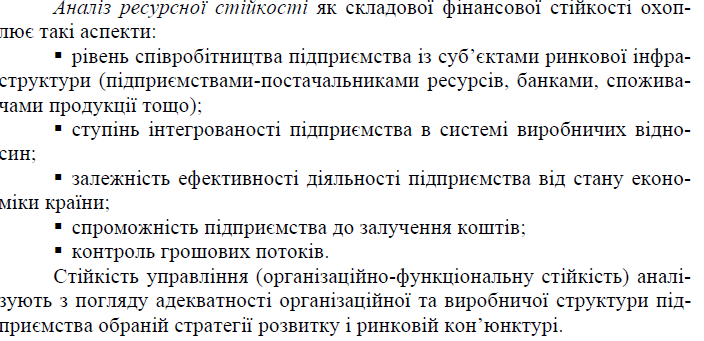 Аналіз ресурсної стійкості як складової фінансової стійкості охоп-
лює такі аспекти:
▪ рівень співробітництва підприємства із суб’єктами ринкової інфра-
структури (підприємствами-постачальниками ресурсів, банками, спожива-
чами продукції тощо);
▪ ступінь інтегрованості підприємства в системі виробничих відно-
син;
▪ залежність ефективності діяльності підприємства від стану еконо-
міки країни;
▪ спроможність підприємства до залучення коштів;
▪ контроль грошових потоків.
Стійкість управління (організаційно-функціональну стійкість) аналі-
зують з погляду адекватності організаційної та виробничої структури під-
приємства обраній стратегії розвитку і ринковій кон’юнктурі.